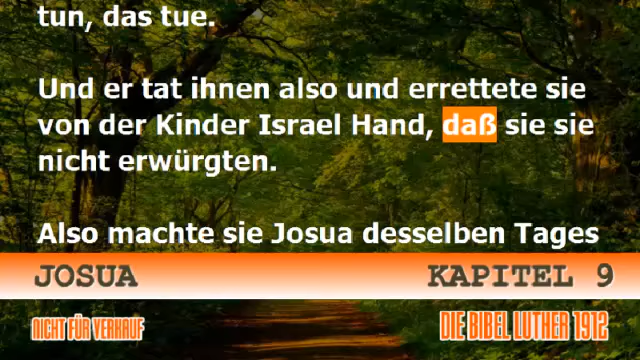 tun, das tue.
Und er tat ihnen also und errettete sie
von der Kinder Israel Hand, daß sie sie
nicht erwürgten.
Also machte sie Josua desselben Tages
JOSUA KAPITEL 9
NICHT FÜR VERKAUF DIE BIBEL LUTHER 1912